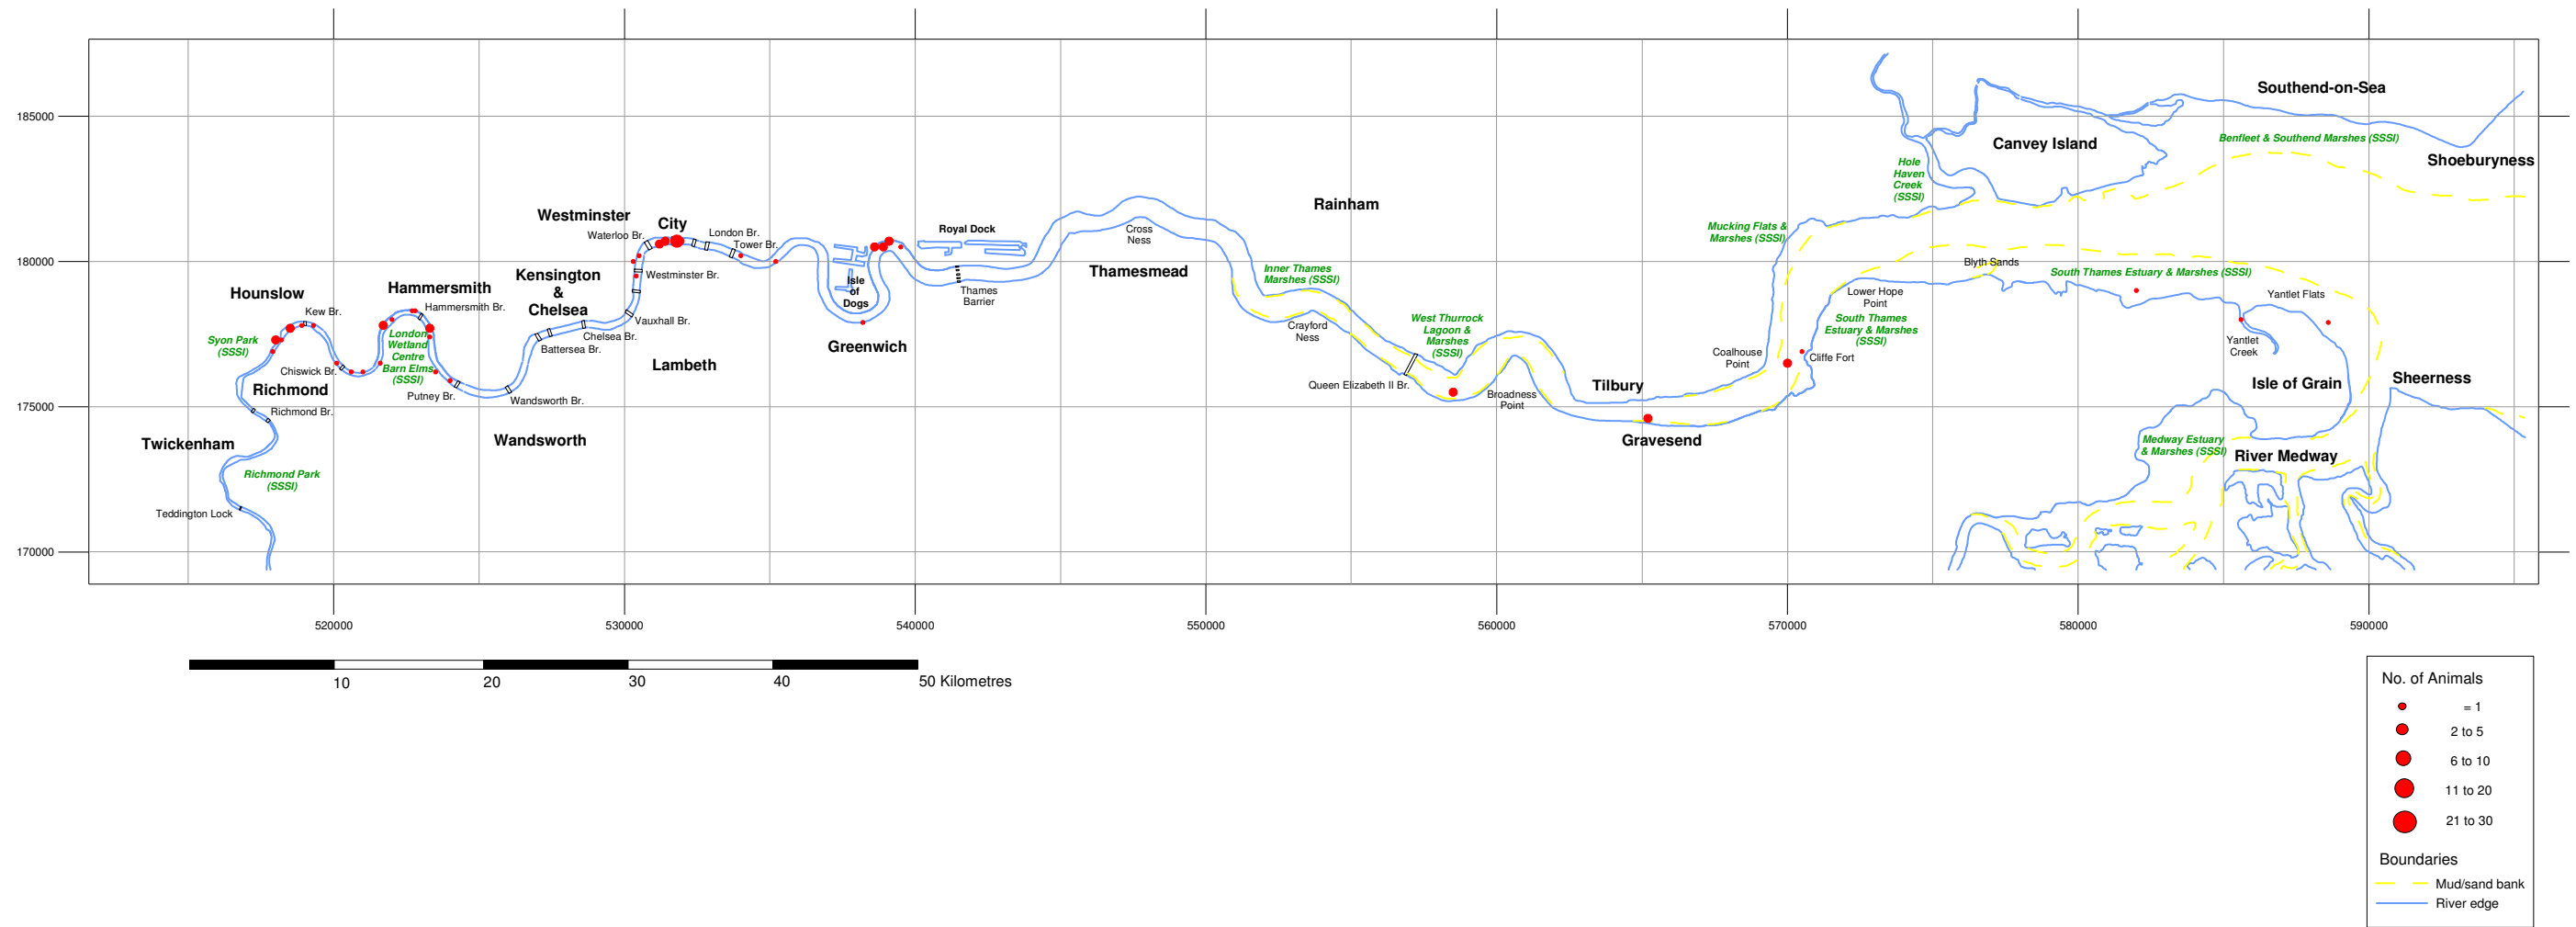 Southend-on-Sea
185000
Benfleet & Southend Marshes (SSSI)
Canvey Island
Shoeburyness
Hole
Haven
Creek
(SSSI)
Rainham
Westminster
City
Mucking Flats &
Marshes (SSSI)
Waterloo Br.
London Br.
Tower Br.
Royal Dock
Cross
Ness
180000
Blyth Sands
Thamesmead
Inner Thames
Marshes (SSSI)
South Thames Estuary & Marshes (SSSI)
Kensington
&
Chelsea
Westminster Br.
Isle
of
Dogs
Thames
Barrier
Hounslow
Hammersmith
Kew Br.
Hammersmith Br.
Lower Hope
Point
Yantlet Flats
Vauxhall Br.
Chelsea Br.
Battersea Br.
Syon Park
(SSSI)
London
Wetland
Centre
Barn Elms
(SSSI)
Crayford
Ness
West Thurrock
Lagoon &
Marshes
(SSSI)
South Thames
Estuary & Marshes
(SSSI)
Greenwich
Yantlet
Creek
Coalhouse
Point
Cliffe Fort
Lambeth
Chiswick Br.
Richmond
Putney Br.
Wandsworth Br.
Queen Elizabeth II Br.
Broadness
Point
Tilbury
Isle of Grain
Sheerness
175000
Richmond Br.
Twickenham
Wandsworth
Gravesend
Medway Estuary
& Marshes (SSSI)
River Medway
Richmond Park
(SSSI)
Teddington Lock
170000
520000
530000
540000
550000
560000
570000
580000
590000
10
20
30
40
50 Kilometres
No. of Animals
= 1
2 to 5
6 to 10
11 to 20
21 to 30
Boundaries
Mud/sand bank
River edge